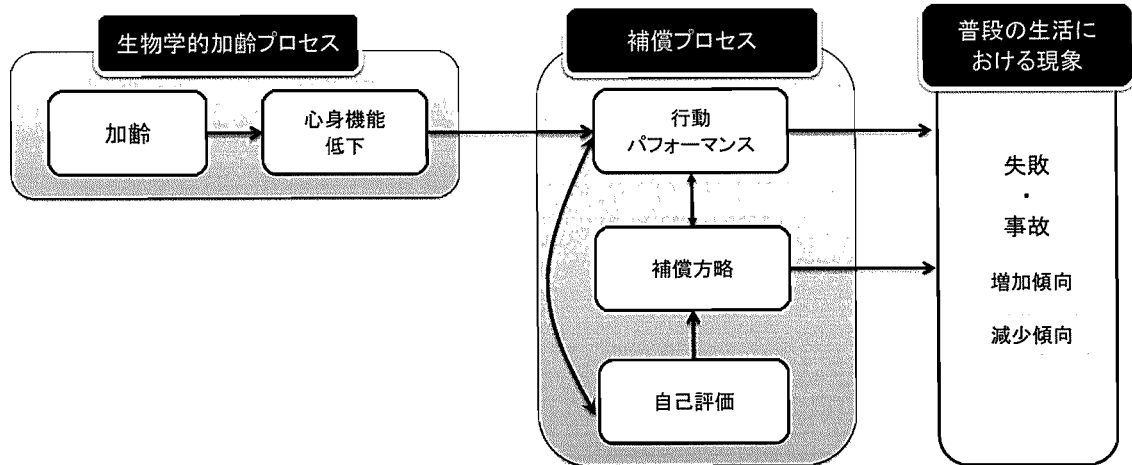 生物学的加齢プロセス
加齢
心身機能
低下
補償プロセス
行動
パフォーマンス
補償方略
自己評価
普段の生活に
おける現象
失敗
・
事故
増加傾向
減少傾向